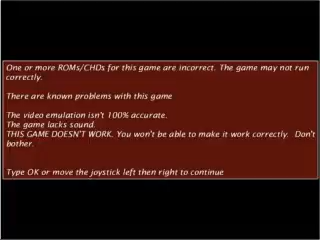 One or more ROMs/CHDs for this game are incorrect. The game may not run
correctly.
There are known problems with this game
The video emulation isn't 100% accurate.
The game lacks sound.
THIS GAME DOESN'T WORK. You won't be able to make it work correctly.  Don't
bother.
Type OK or move the joystick left then right to continue